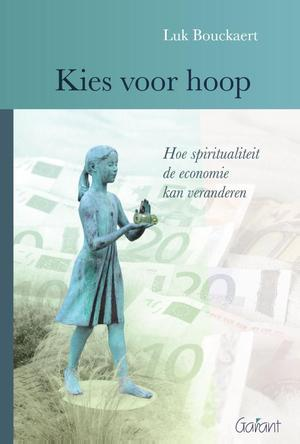 Luk Bouckaert
Kies voor hoop
Hoe spiritualiteit
de economie
kan veranderen
Garant